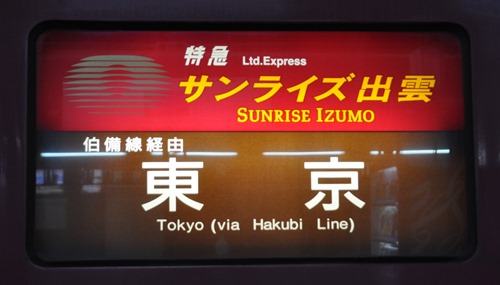 特急 Ltd.Express
サンライズ出雲
SUNRISE IZUMO
伯備線経由
東京
Tokyo (via Hakubi Line)